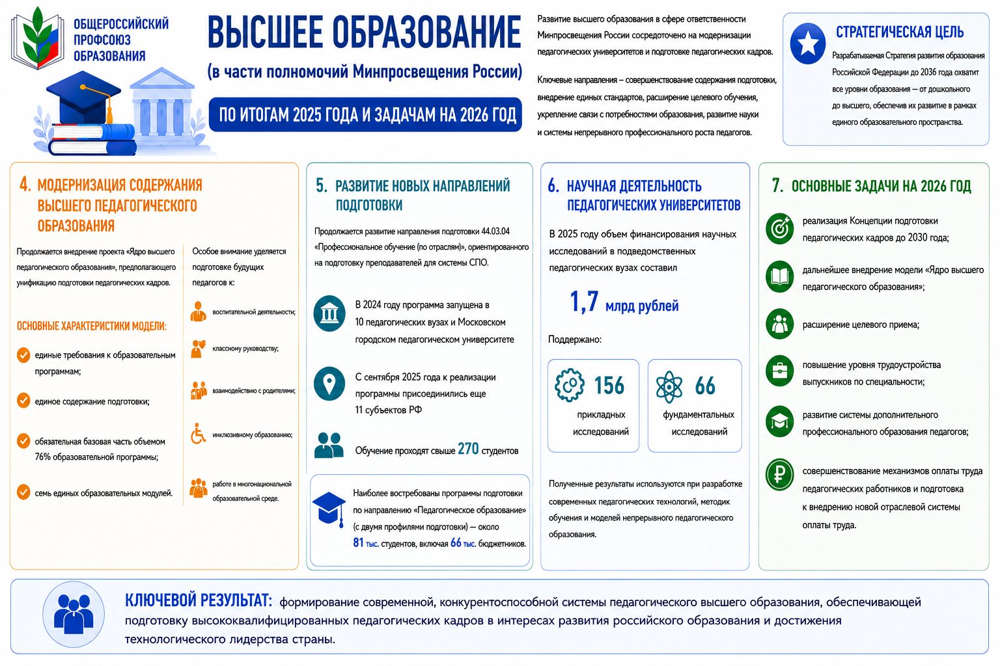 ОБЩЕРОССИЙСКИЙ
ПРОФСОЮЗ
ОБРАЗОВАНИЯ
ВЫСШЕЕ ОБРАЗОВАНИЕ
(в части полномочий Минпросвещения России)
ПО ИТОГАМ 2025 ГОДА И ЗАДАЧАМ НА 2026 ГОД
Развитие высшего образования в сфере ответственности
Минпросвещения России сосредоточено на модернизации
педагогических университетов и подготовке педагогических кадров.
Ключевые направления – совершенствование содержания подготовки,
внедрение единых стандартов, расширение целевого обучения,
укрепление связи с потребностями образования, развитие науки
и системы непрерывного профессионального роста педагогов.
СТРАТЕГИЧЕСКАЯ ЦЕЛЬ
Разрабатываемая Стратегия развития образования
Российской Федерации до 2036 года охватит
все уровни образования — от дошкольного
до высшего, обеспечив их развитие в рамках
единого образовательного пространства.
4. МОДЕРНИЗАЦИЯ СОДЕРЖАНИЯ
ВЫСШЕГО ПЕДАГОГИЧЕСКОГО
ОБРАЗОВАНИЯ
Продолжается внедрение проекта «Ядро высшего
педагогического образования», предполагающего
унификацию подготовки педагогических кадров.
ОСНОВНЫЕ ХАРАКТЕРИСТИКИ МОДЕЛИ:
единые требования к образовательным
программам;
единое содержание подготовки;
обязательная базовая часть объемом
76% образовательной программы;
семь единых образовательных модулей.
Особое внимание уделяется
подготовке будущих
педагогов к:
воспитательной деятельности;
классному руководству;
взаимодействию с родителями;
инклюзивному образованию;
работе в многонациональной
образовательной среде.
5. РАЗВИТИЕ НОВЫХ НАПРАВЛЕНИЙ
ПОДГОТОВКИ
Продолжается развитие направления подготовки 44.03.04
«Профессиональное обучение (по отраслям)», ориентированного
на подготовку преподавателей для системы СПО.
В 2024 году программа запущена в
10 педагогических вузах и Московском
городском педагогическом университете
С сентября 2025 года к реализации
программы присоединились еще
11 субъектов РФ
Обучение проходят свыше 270 студентов
Наиболее востребованы программы подготовки
по направлению «Педагогическое образование»
(с двумя профилями подготовки) — около
81 тыс. студентов, включая 66 тыс. бюджетников.
6. НАУЧНАЯ ДЕЯТЕЛЬНОСТЬ
ПЕДАГОГИЧЕСКИХ УНИВЕРСИТЕТОВ
В 2025 году объем финансирования научных
исследований в подведомственных
педагогических вузах составил
1,7 млрд рублей
Поддержано:
156
прикладных
исследований
66
фундаментальных
исследований
Полученные результаты используются при разработке
современных педагогических технологий, методик
обучения и моделей непрерывного педагогического
образования.
7. ОСНОВНЫЕ ЗАДАЧИ НА 2026 ГОД
реализация Концепции подготовки
педагогических кадров до 2030 года;
дальнейшее внедрение модели «Ядро высшего
педагогического образования»;
расширение целевого приема;
повышение уровня трудоустройства
выпускников по специальности;
развитие системы дополнительного
профессионального образования педагогов;
совершенствование механизмов оплаты труда
педагогических работников и подготовка
к внедрению новой отраслевой системы
оплаты труда.
КЛЮЧЕВОЙ РЕЗУЛЬТАТ: формирование современной, конкурентоспособной системы педагогического высшего образования, обеспечивающей
подготовку высококвалифицированных педагогических кадров в интересах развития российского образования и достижения
технологического лидерства страны.